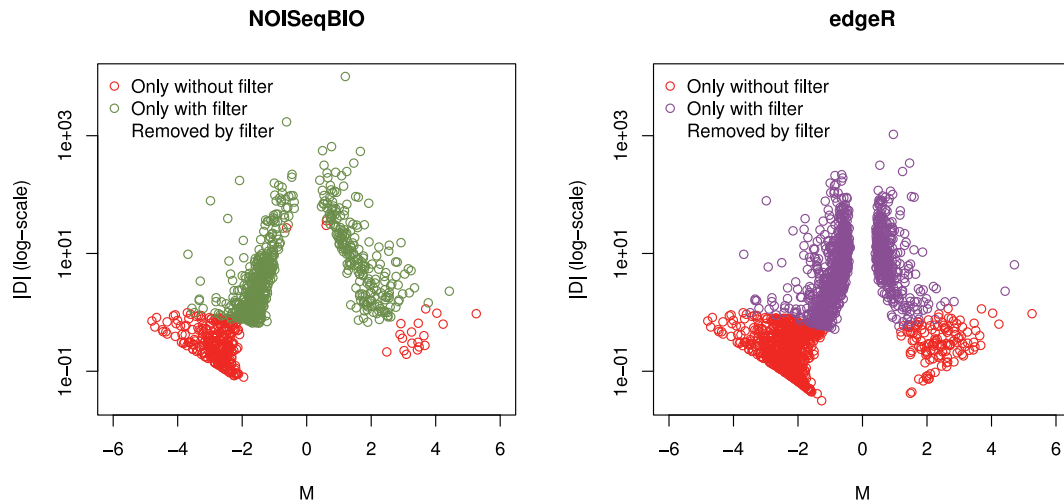 NOISeqBIO
Only without filter
Only with filter
Removed by filter
|D| (log−scale)
1e+03
1e+01
1e−01
−6 −4 −2 0 2 4 6
M
edgeR
Only without filter
Only with filter
Removed by filter
|D| (log−scale)
1e+03
1e+01
1e−01
−6 −4 −2 0 2 4 6
M